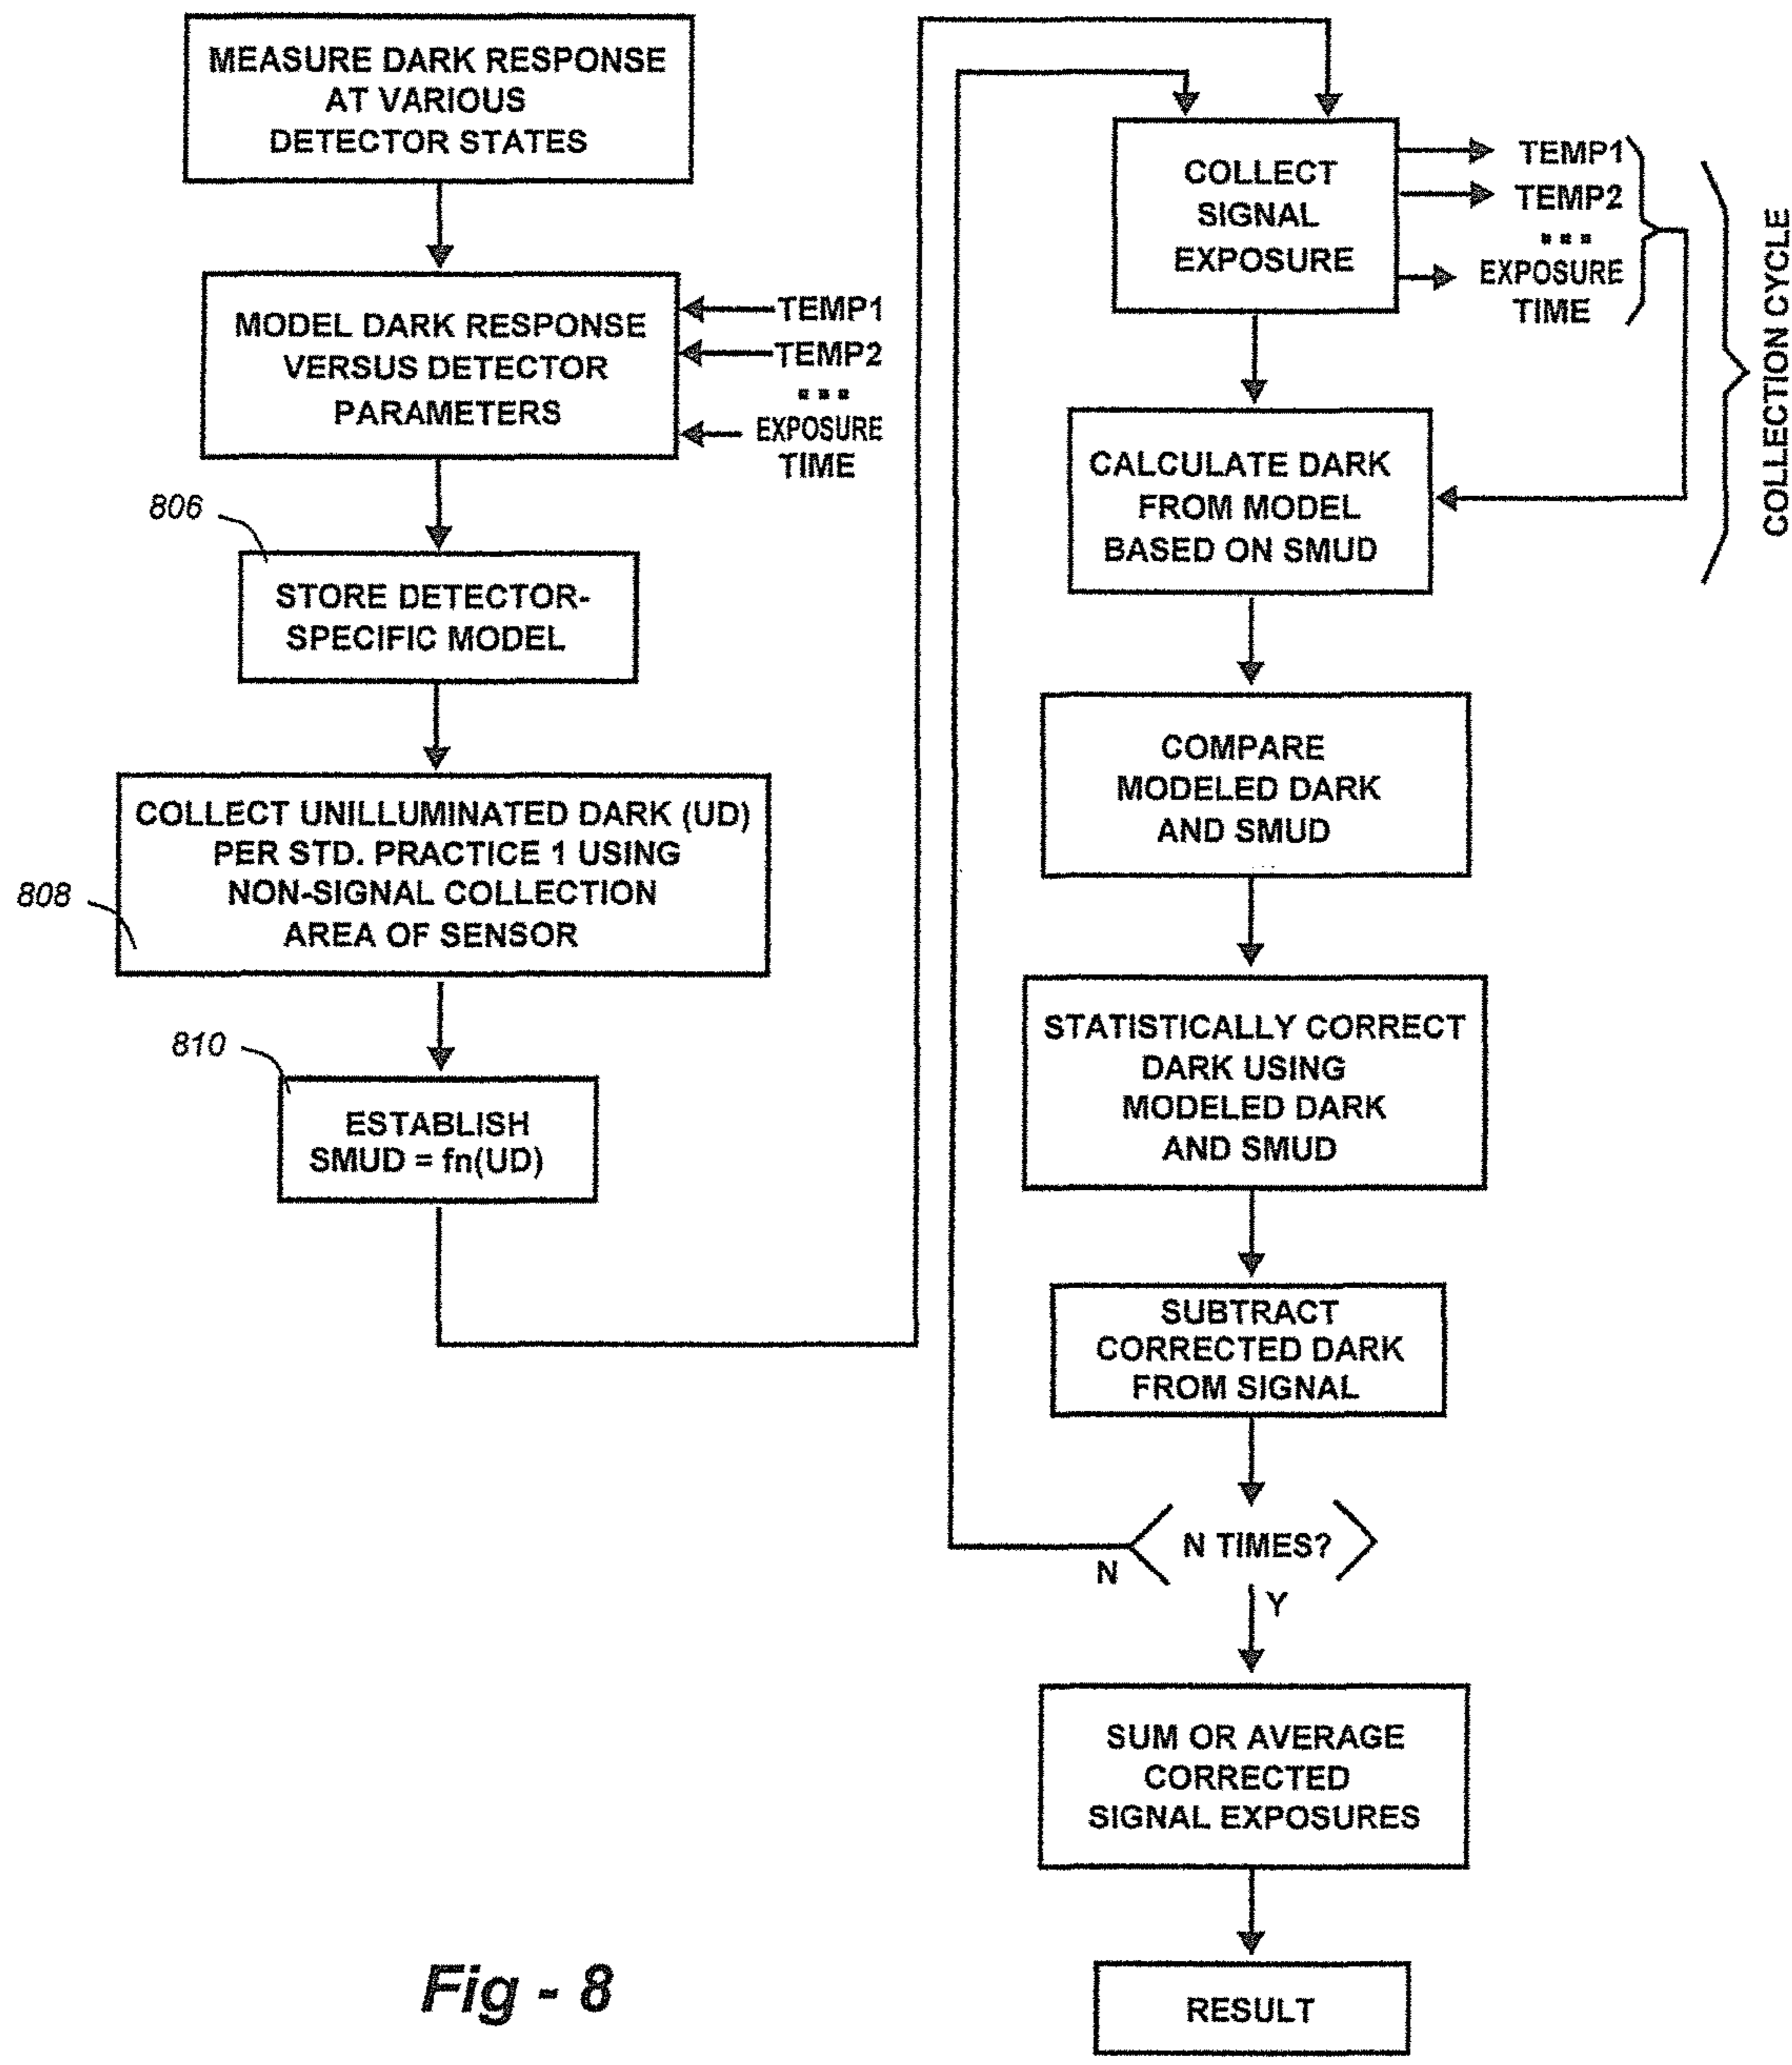 MEASURE DARK RESPONSE
AT VARIOUS
DETECTOR STATES
MODEL DARK RESPONSE
VERSUS DETECTOR
PARAMETERS
TEMP1
TEMP2
...
EXPOSURE
TIME
806
STORE DETECTOR-
SPECIFIC MODEL
808
COLLECT UNILLUMINATED DARK (UD)
PER STD. PRACTICE 1 USING
NON-SIGNAL COLLECTION
AREA OF SENSOR
810
ESTABLISH
SMUD = fn(UD)
COLLECT
SIGNAL
EXPOSURE
TEMP1
TEMP2
...
EXPOSURE
TIME
COLLECTION CYCLE
CALCULATE DARK
FROM MODEL
BASED ON SMUD
COMPARE
MODELED DARK
AND SMUD
STATISTICALLY CORRECT
DARK USING
MODELED DARK
AND SMUD
SUBTRACT
CORRECTED DARK
FROM SIGNAL
N TIMES?
N
Y
SUM OR AVERAGE
CORRECTED
SIGNAL EXPOSURES
RESULT
Fig - 8